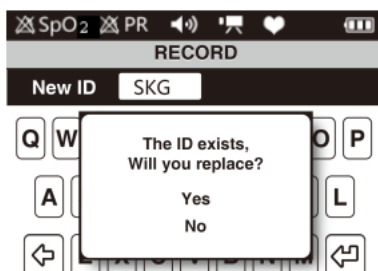 SpO2 PR
RECORD
New ID SKG
Q W O P
The ID exists,
Will you replace?
A L
Yes
No